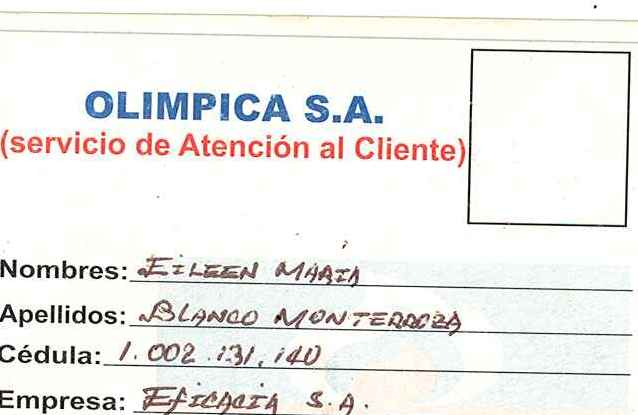 OLIMPICA S.A.
(servicio de Atención al Cliente)
Nombres: EILEEN MARIA
Apellidos: BLANCO MONTERROZA
Cédula: 1.002.131.140
Empresa: EFICACIA S.A.